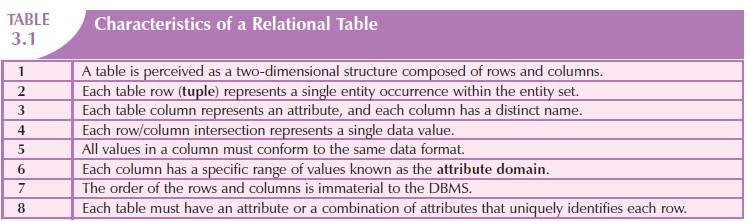 TABLE
3.1
Characteristics of a Relational Table
1 A table is perceived as a two-dimensional structure composed of rows and columns.
2 Each table row (tuple) represents a single entity occurrence within the entity set.
3 Each table column represents an attribute, and each column has a distinct name.
4 Each row/column intersection represents a single data value.
5 All values in a column must conform to the same data format.
6 Each column has a specific range of values known as the attribute domain.
7 The order of the rows and columns is immaterial to the DBMS.
8 Each table must have an attribute or a combination of attributes that uniquely identifies each row.